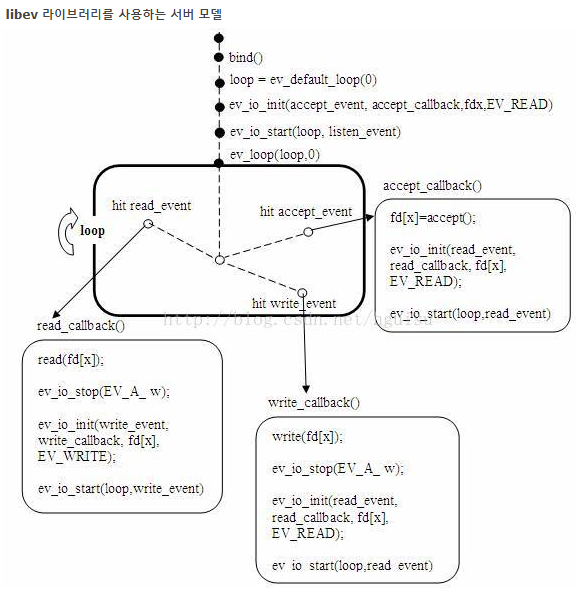 libev 라이브러리를 사용하는 서버 모델
bind()
loop = ev_default_loop(0)
ev_io_init(accept_event, accept_callback,fdx,EV_READ)
ev_io_start(loop, listen_event)
ev_loop(loop,0)
hit read_event
hit accept_event
loop
hit write_event
accept_callback()
fd[x]=accept();
ev_io_init(read_event,
read_callback, fd[x],
EV_READ);
ev_io_start(loop,read_event)
read_callback()
read(fd[x]);
ev_io_stop(EV_A_ w);
ev_io_init(write_event,
write_callback, fd[x],
EV_WRITE);
ev_io_start(loop,write_event)
write_callback()
write(fd[x]);
ev_io_stop(EV_A_ w);
ev_io_init(read_event,
read_callback, fd[x],
EV_READ);
ev_io_start(loop,read_event)